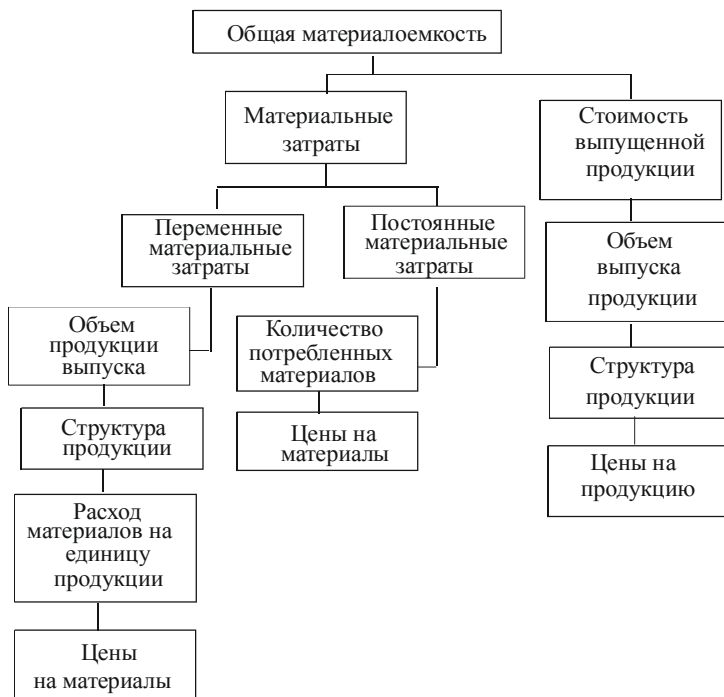 Общая материалоемкость
Материальные
затраты
Стоимость
выпущенной
продукции
Переменные
материальные
затраты
Постоянные
материальные
затраты
Объем
выпуска
продукции
Объем
продукции
выпуска
Количество
потребленных
материалов
Структура
продукции
Структура
продукции
Цены на
материалы
Цены на
продукцию
Расход
материалов на
единицу
продукции
Цены
на материалы